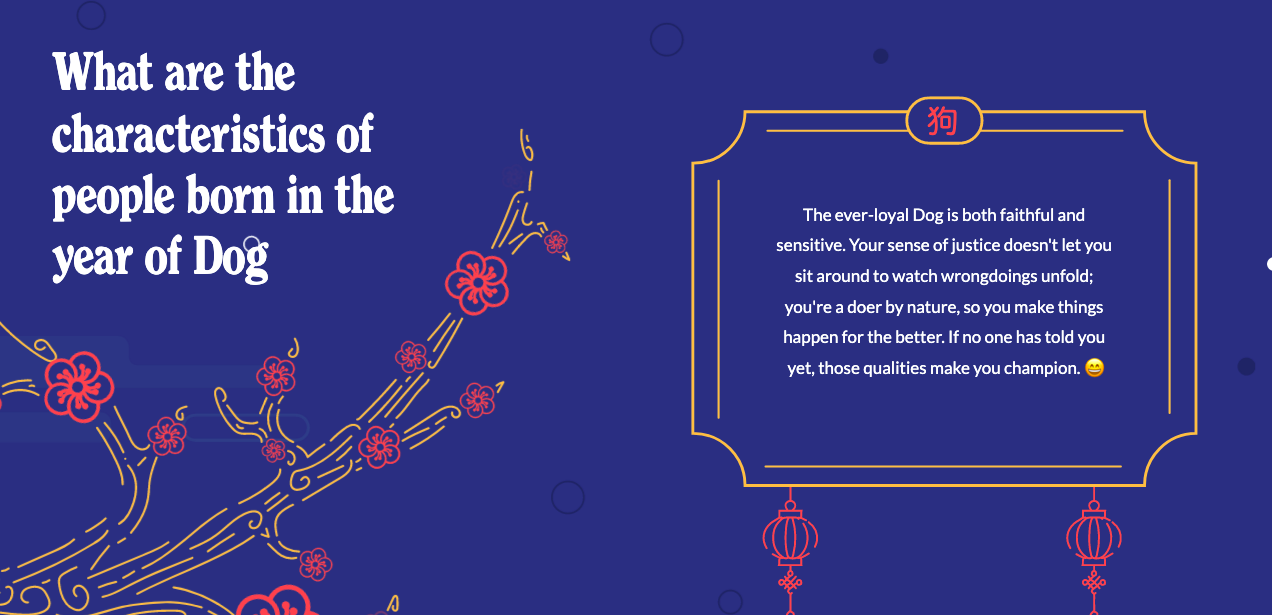 What are the
characteristics of
people born in the
year of Dog
狗
The ever-loyal Dog is both faithful and
sensitive. Your sense of justice doesn't let you
sit around to watch wrongdoings unfold;
you're a doer by nature, so you make things
happen for the better. If no one has told you
yet, those qualities make you champion. 😄